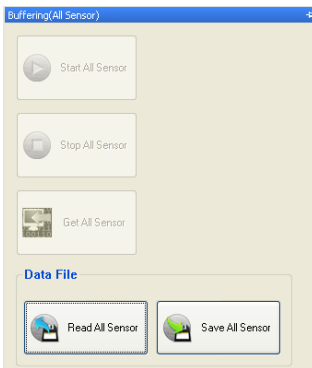 Buffering(All Sensor)
Start All Sensor
Stop All Sensor
Get All Sensor
Data File
Read All Sensor
Save All Sensor